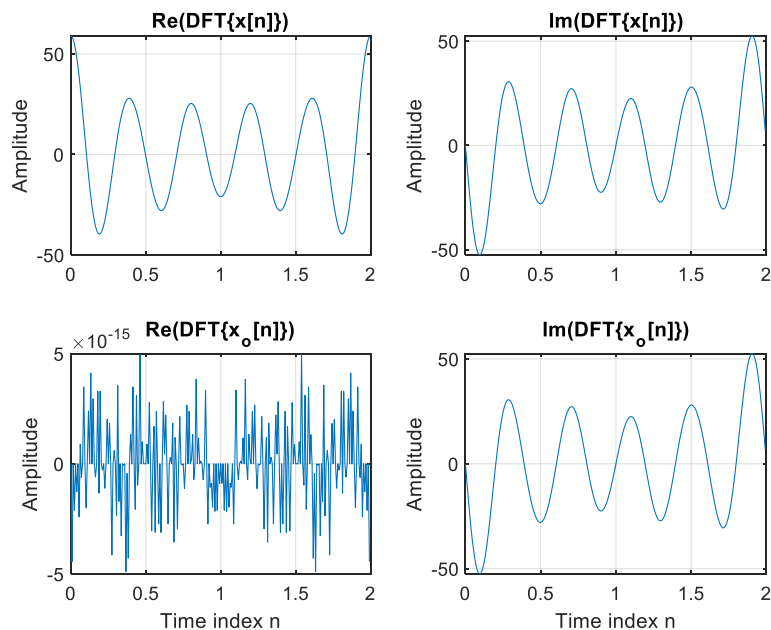 Re(DFT{x[n]})
Amplitude
50
0
-50
0 0.5 1 1.5 2
Im(DFT{x[n]})
Amplitude
50
0
-50
0 0.5 1 1.5 2
Re(DFT{x_o[n]})
×10^-15
Amplitude
5
0
-5
0 0.5 1 1.5 2
Time index n
Im(DFT{x_o[n]})
Amplitude
50
0
-50
0 0.5 1 1.5 2
Time index n